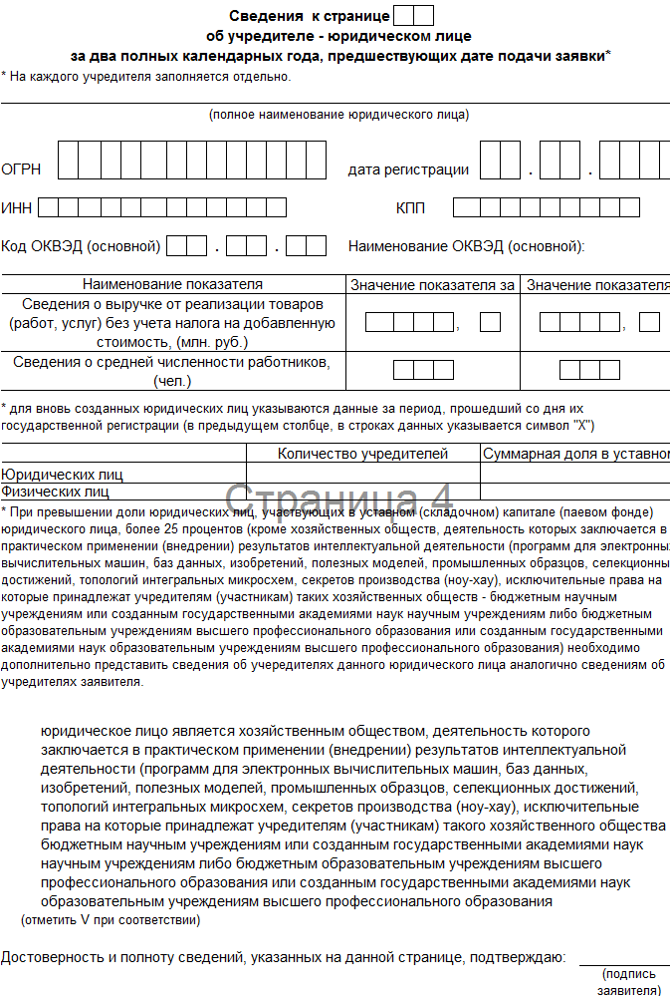 Сведения к странице
об учредителе - юридическом лице
за два полных календарных года, предшествующих дате подачи заявки*
* На каждого учредителя заполняется отдельно.
(полное наименование юридического лица)
ОГРН дата регистрации . .
ИНН КПП
Код ОКВЭД (основной) . . Наименование ОКВЭД (основной):
Наименование показателя Значение показателя за Значение показателя
Сведения о выручке от реализации товаров
(работ, услуг) без учета налога на добавленную , ,
стоимость, (млн. руб.)
Сведения о средней численности работников,
(чел.)
* для вновь созданных юридических лиц указываются данные за период, прошедший со дня их
государственной регистрации (в предыдущем столбце, в строках данных указывается символ "X")
Количество учредителей Суммарная доля в уставном
Юридических лиц
Физических лиц
Страница 4
* При превышении доли юридических лиц, участвующих в уставном (складочном) капитале (паевом фонде)
юридического лица, более 25 процентов (кроме хозяйственных обществ, деятельность которых заключается в
практическом применении (внедрении) результатов интеллектуальной деятельности (программ для электронных
вычислительных машин, баз данных, изобретений, полезных моделей, промышленных образцов, селекционных
достижений, топологий интегральных микросхем, секретов производства (ноу-хау), исключительные права на
которые принадлежат учредителям (участникам) таких хозяйственных обществ - бюджетным научным
учреждениям или созданным государственными академиями наук научным учреждениям либо бюджетным
образовательным учреждениям высшего профессионального образования или созданным государственными
академиями наук образовательным учреждениям высшего профессионального образования) необходимо
дополнительно представить сведения об учередителях данного юридического лица аналогично сведениям об
учредителях заявителя.
юридическое лицо является хозяйственным обществом, деятельность которого
заключается в практическом применении (внедрении) результатов интеллектуальной
деятельности (программ для электронных вычислительных машин, баз данных,
изобретений, полезных моделей, промышленных образцов, селекционных достижений,
топологий интегральных микросхем, секретов производства (ноу-хау), исключительные
права на которые принадлежат учредителям (участникам) такого хозяйственного общества
бюджетным научным учреждениям или созданным государственными академиями наук
научным учреждениям либо бюджетным образовательным учреждениям высшего
профессионального образования или созданным государственными академиями наук
образовательным учреждениям высшего профессионального образования
(отметить V при соответствии)
Достоверность и полноту сведений, указанных на данной странице, подтверждаю:
(подпись
заявителя)